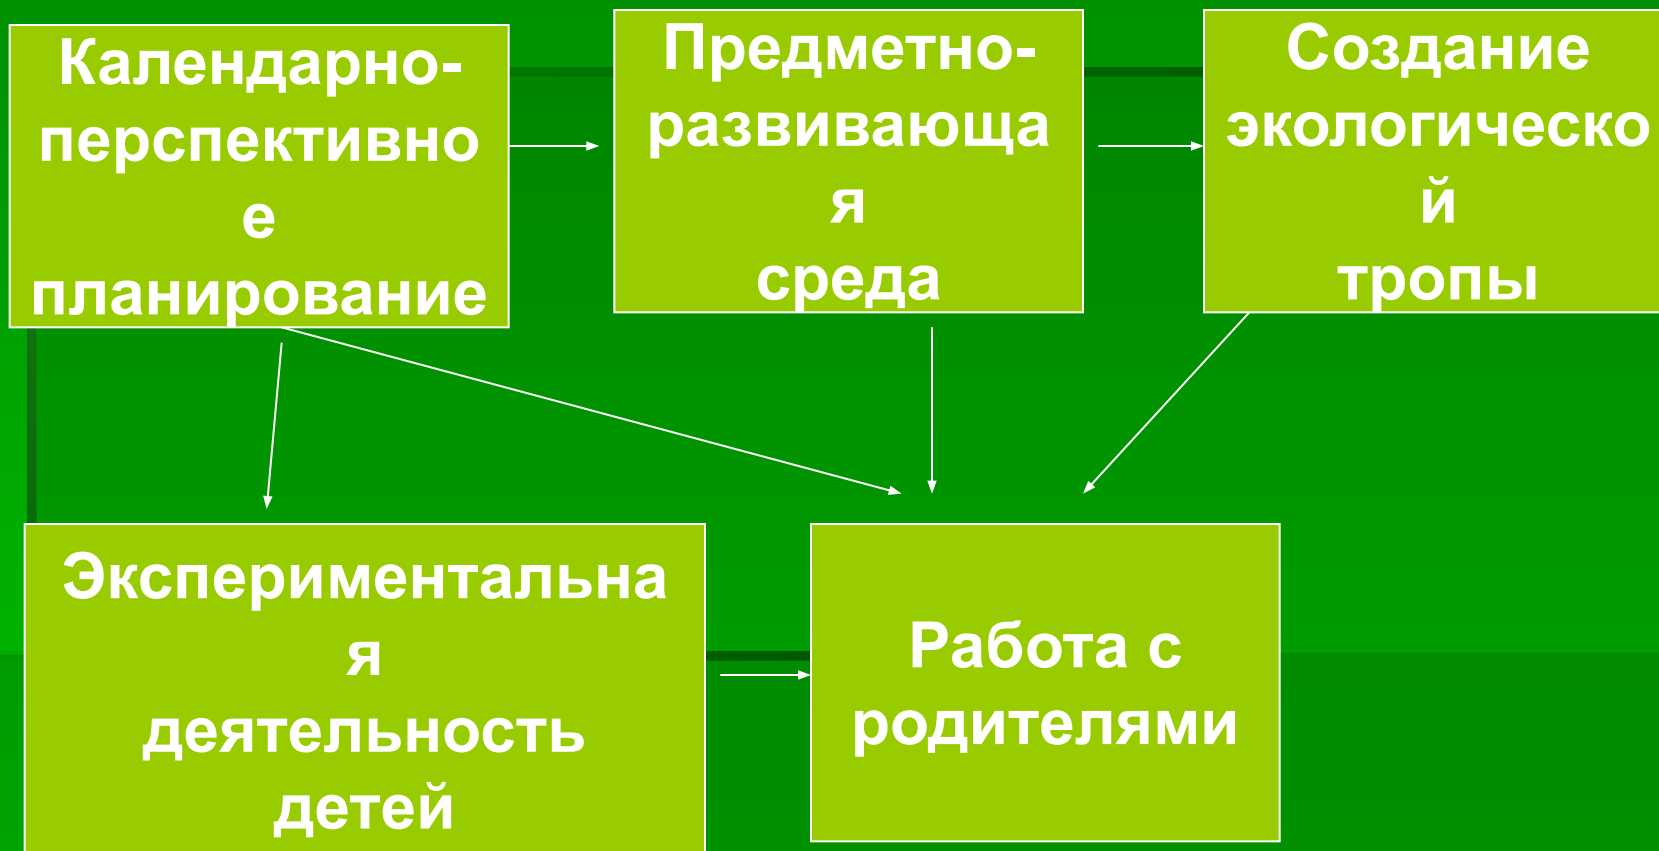 Календарно-
перспективно
е
планирование
Предметно-
развивающа
я
среда
Создание
экологическо
й
тропы
Экспериментальна
я
деятельность
детей
Работа с
родителями